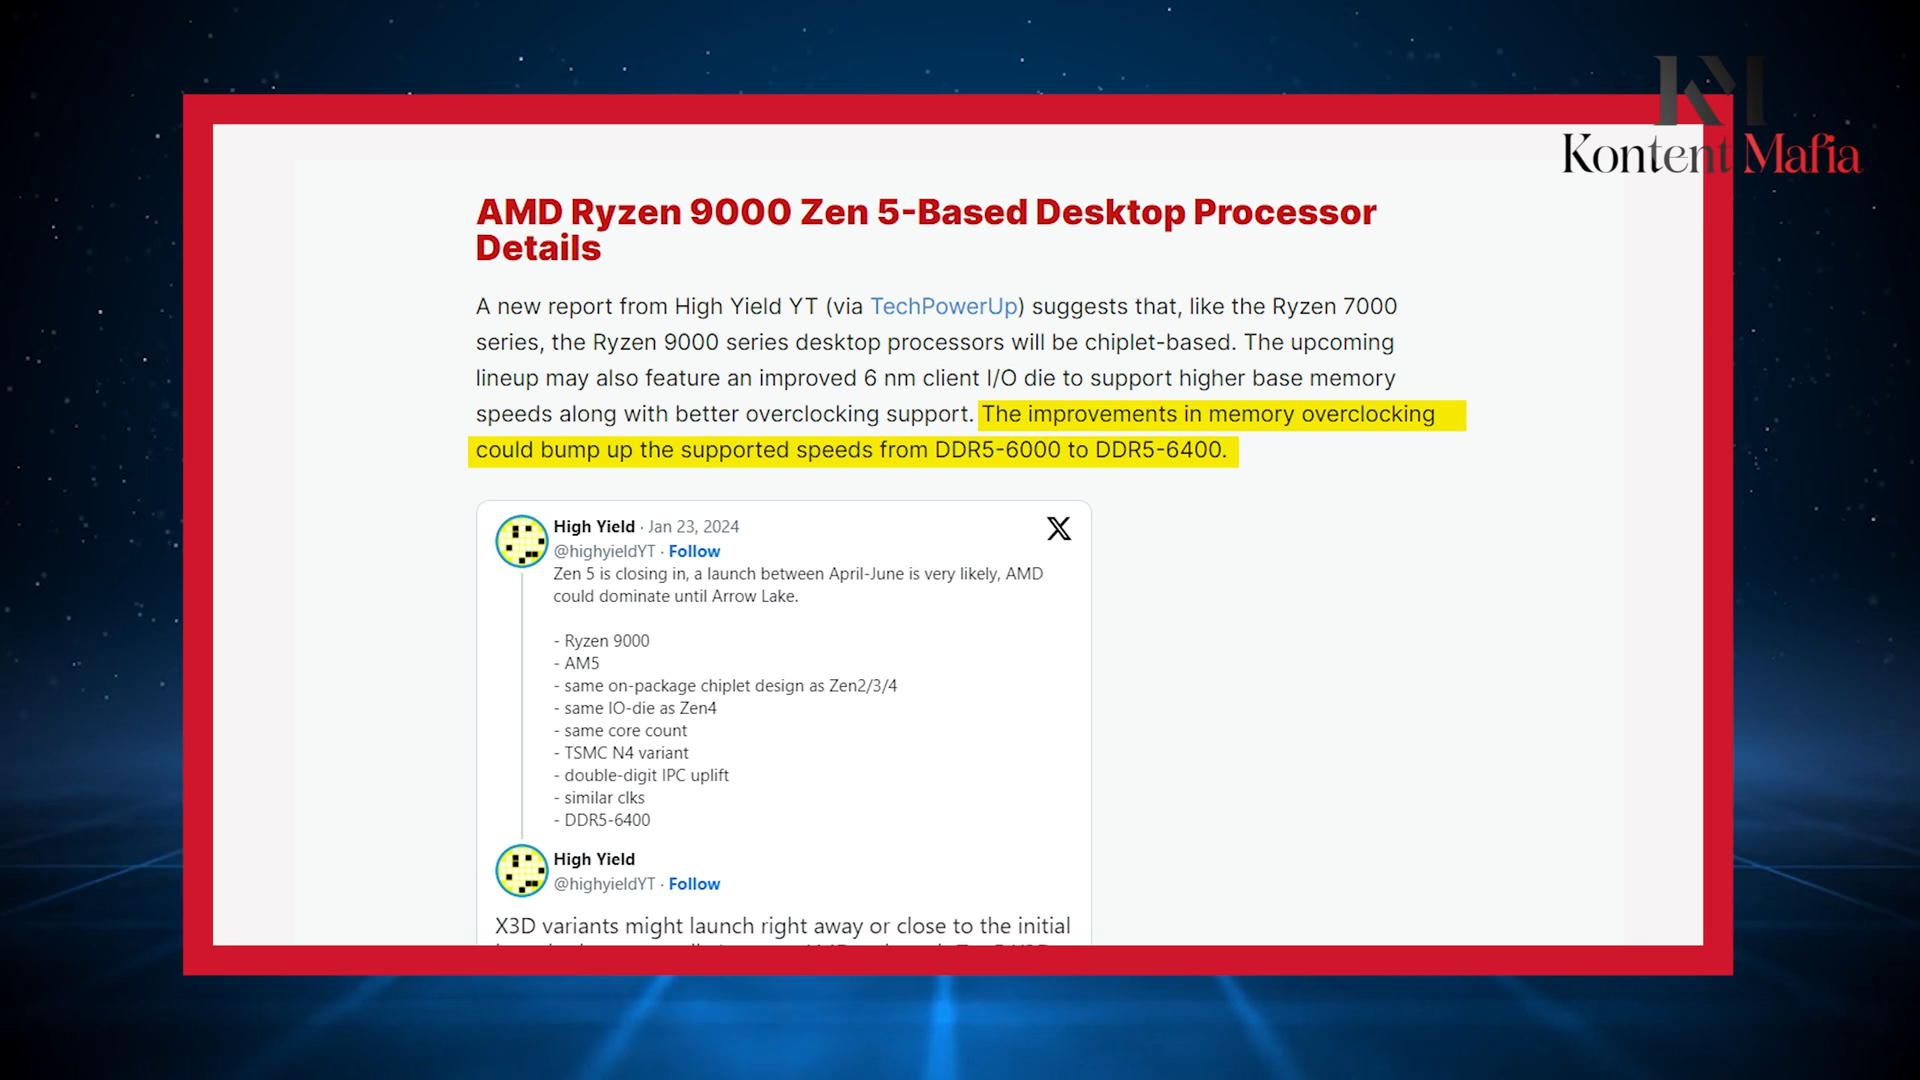 KM
Kontent Mafia
AMD Ryzen 9000 Zen 5-Based Desktop Processor
Details
A new report from High Yield YT (via TechPowerUp) suggests that, like the Ryzen 7000
series, the Ryzen 9000 series desktop processors will be chiplet-based. The upcoming
lineup may also feature an improved 6 nm client I/O die to support higher base memory
speeds along with better overclocking support. The improvements in memory overclocking
could bump up the supported speeds from DDR5-6000 to DDR5-6400.
High Yield · Jan 23, 2024
@highyieldYT · Follow
Zen 5 is closing in, a launch between April-June is very likely, AMD
could dominate until Arrow Lake.
- Ryzen 9000
- AM5
- same on-package chiplet design as Zen2/3/4
- same IO-die as Zen4
- same core count
- TSMC N4 variant
- double-digit IPC uplift
- similar clks
- DDR5-6400
High Yield
@highyieldYT · Follow
X3D variants might launch right away or close to the initial